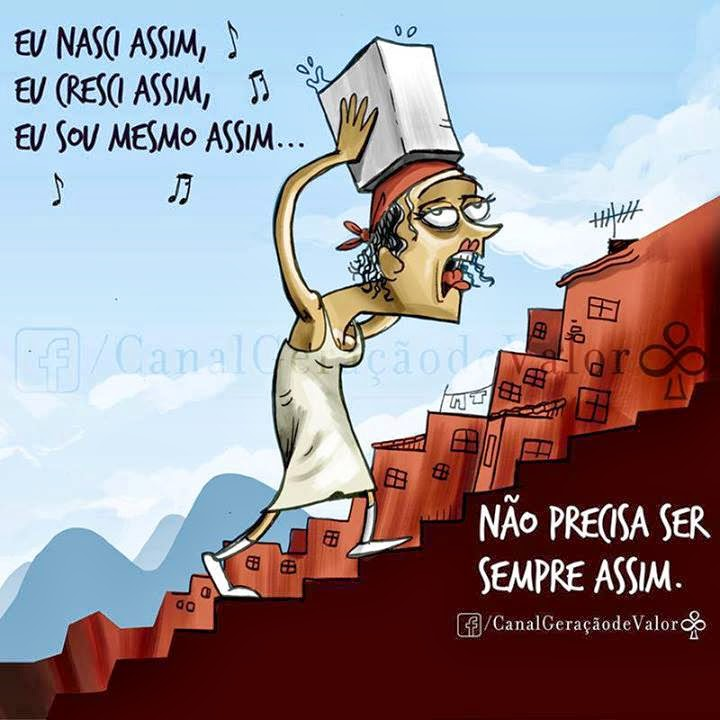 EU NASCI ASSIM,
EU CRESCI ASSIM,
EU SOU MESMO ASSIM...
f/CanalGeraçãodeValor
NÃO PRECISA SER
SEMPRE ASSIM.
f/CanalGeraçãodeValor